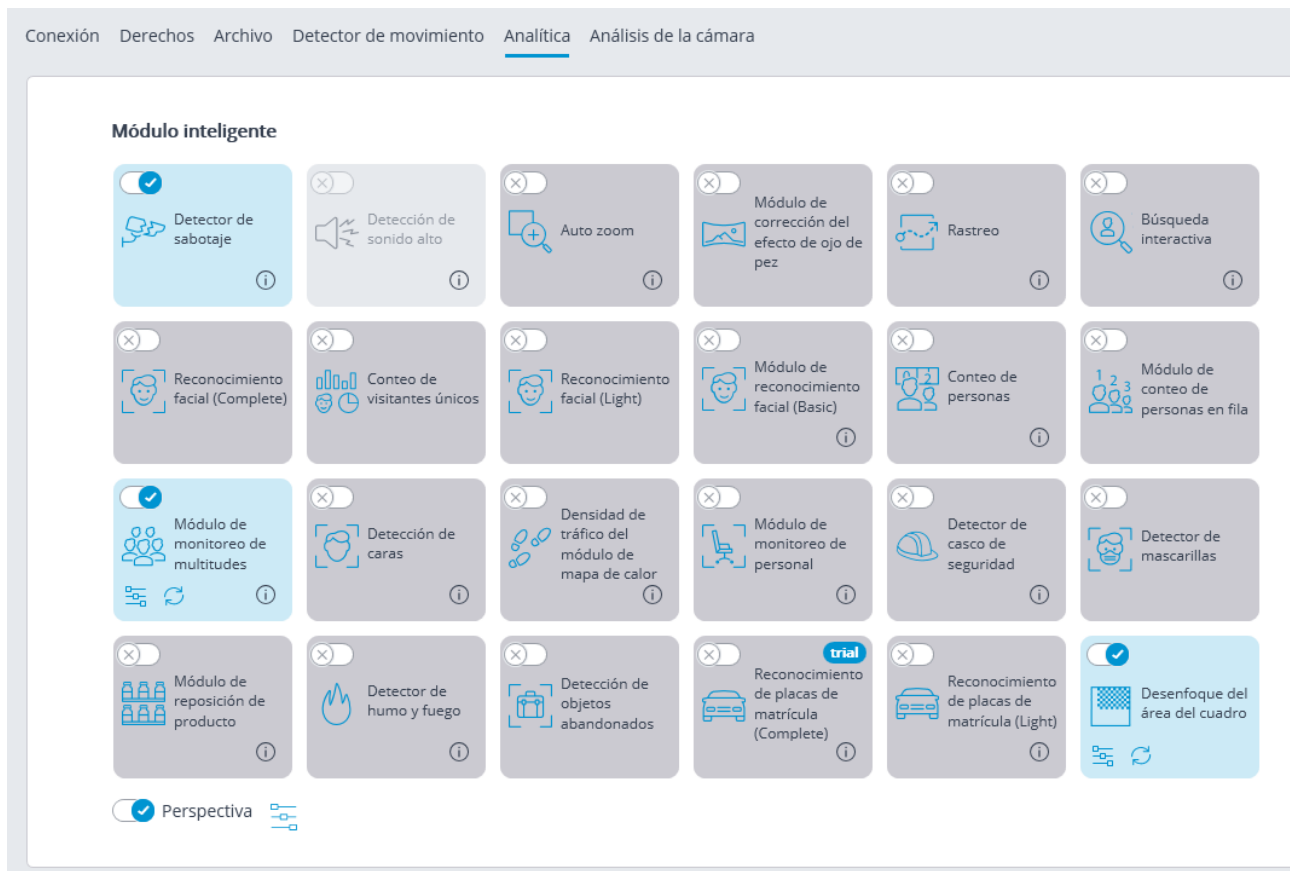 Conexión Derechos Archivo Detector de movimiento Analítica Análisis de la cámara
Módulo inteligente
Detector de
sabotaje
Detección de
sonido alto
Auto zoom
Módulo de
corrección del
efecto de ojo de
pez
Rastreo
Búsqueda
interactiva
Reconocimiento
facial (Complete)
Conteo de
visitantes únicos
Reconocimiento
facial (Light)
Módulo de
reconocimiento
facial (Basic)
1 2
Conteo de
personas
1 2 3
Módulo de
conteo de
personas en fila
Módulo de
monitoreo de
multitudes
Detección de
caras
Densidad de
tráfico del
módulo de
mapa de calor
Módulo de
monitoreo de
personal
Detector de
casco de
seguridad
Detector de
mascarillas
Módulo de
reposición de
producto
Detector de
humo y fuego
Detección de
objetos
abandonados
trial
Reconocimiento
de placas de
matrícula
(Complete)
Reconocimiento
de placas de
matrícula (Light)
Desenfoque del
área del cuadro
Perspectiva